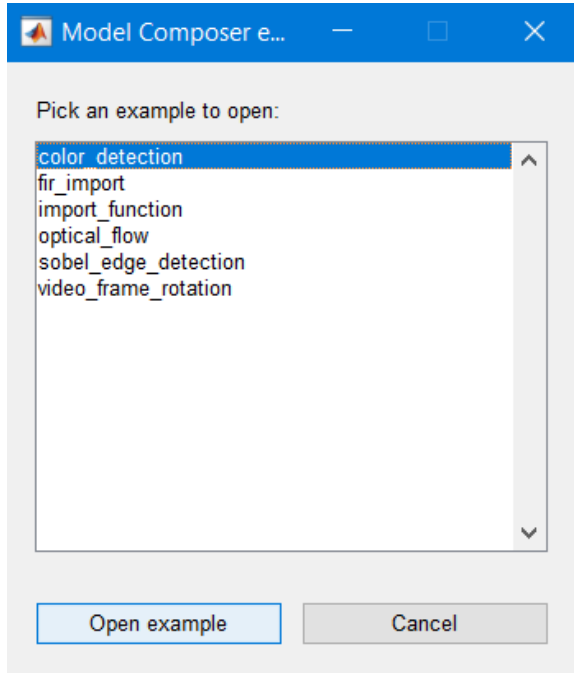 Model Composer e...
Pick an example to open:
color_detection
fir_import
import_function
optical_flow
sobel_edge_detection
video_frame_rotation
Open example
Cancel